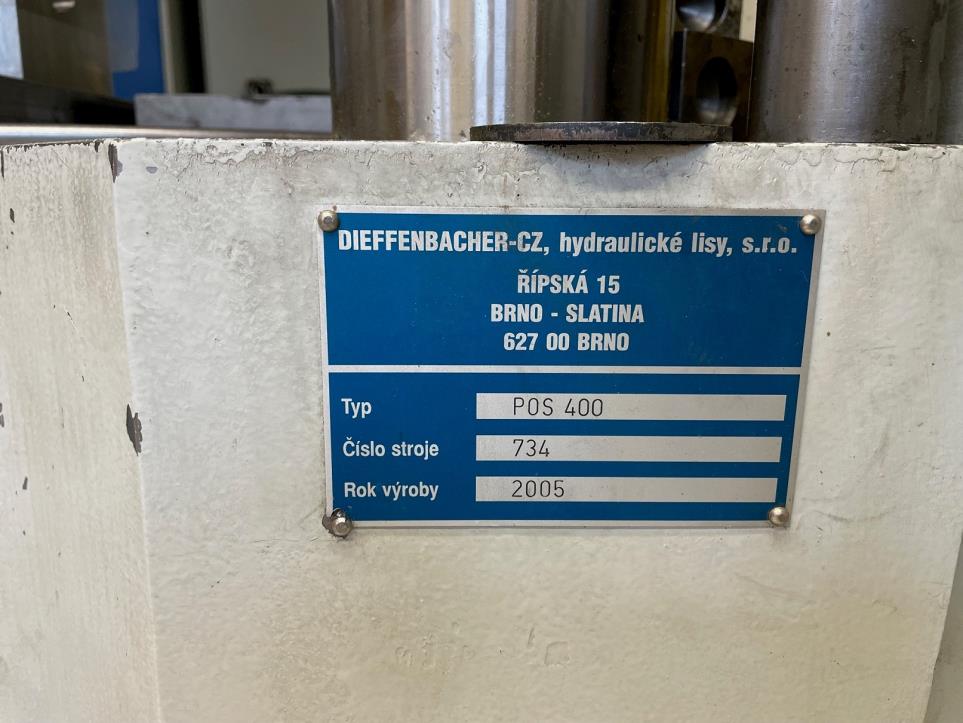 DIEFFENBACHER-CZ, hydraulické lisy, s.r.o.
ŘÍPSKÁ 15
BRNO - SLATINA
627 00 BRNO
Typ POS 400
Číslo stroje 734
Rok výroby 2005